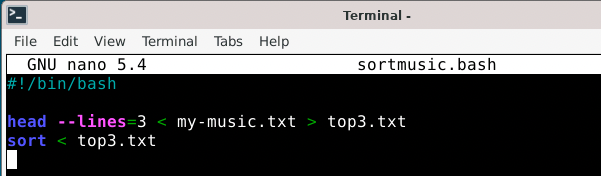 Terminal -
File Edit View Terminal Tabs Help
GNU nano 5.4 sortmusic.bash
#!/bin/bash
head --lines=3 < my-music.txt > top3.txt
sort < top3.txt